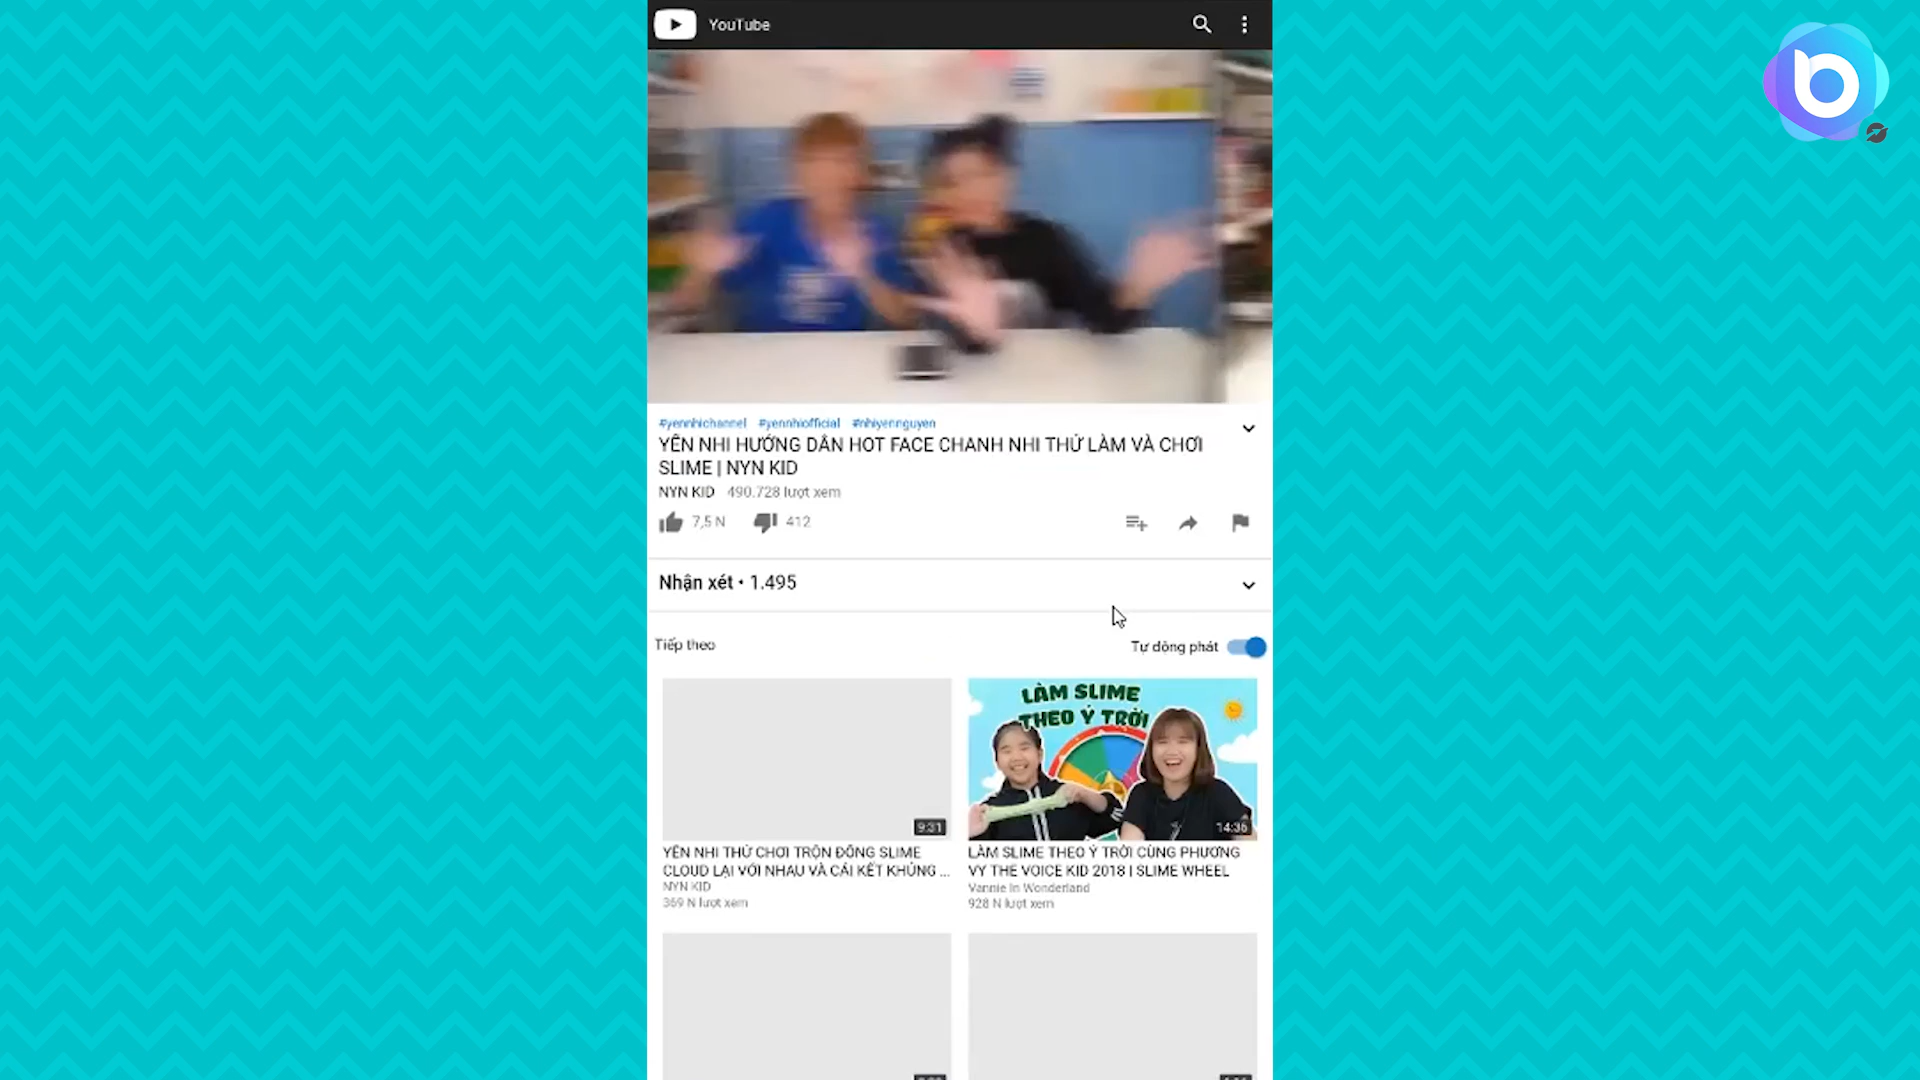 YouTube
#yennhichannel #yennhiofficial #nhiyennguyen
YẾN NHI HƯỚNG DẪN HOT FACE CHANH NHI THỬ LÀM VÀ CHƠI
SLIME | NYN KID
NYN KID 490.728 lượt xem
7,5 N 412
Nhận xét • 1.495
Tiếp theo
Tự động phát
9:31
LÀM SLIME
THEO Ý TRỜI
14:36
YẾN NHI THỬ CHƠI TRỘN ĐỐNG SLIME
CLOUD LẠI VỚI NHAU VÀ CÁI KẾT KHỦNG ...
NYN KID
369 N lượt xem
LÀM SLIME THEO Ý TRỜI CÙNG PHƯƠNG
VY THE VOICE KID 2018 | SLIME WHEEL
Vannie In Wonderland
928 N lượt xem
b